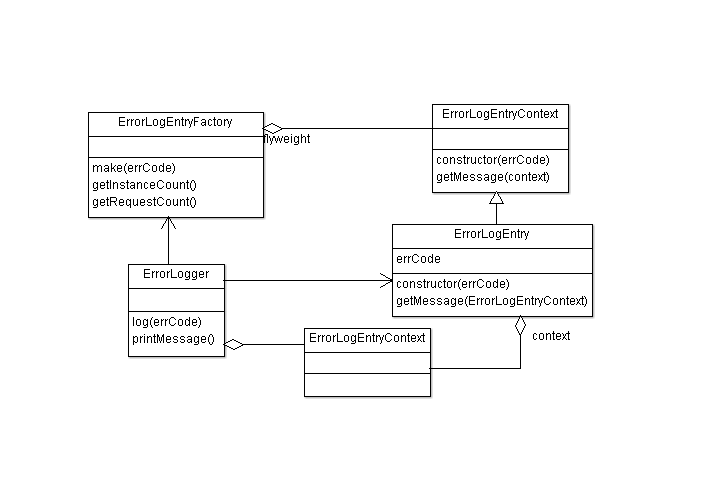 ErrorLogEntryFactory
make(errCode)
getInstanceCount()
getRequestCount()
flyweight
ErrorLogEntryContext
constructor(errCode)
getMessage(context)
ErrorLogEntry
errCode
constructor(errCode)
getMessage(ErrorLogEntryContext)
ErrorLogger
log(errCode)
printMessage()
ErrorLogEntryContext
context